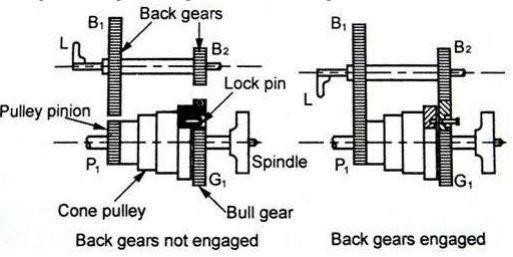 Back gears
B1
L
B2
Lock pin
Pulley pinion
P1
Spindle
G1
Cone pulley
Bull gear
Back gears not engaged
B1
B2
L
P1
G1
Back gears engaged